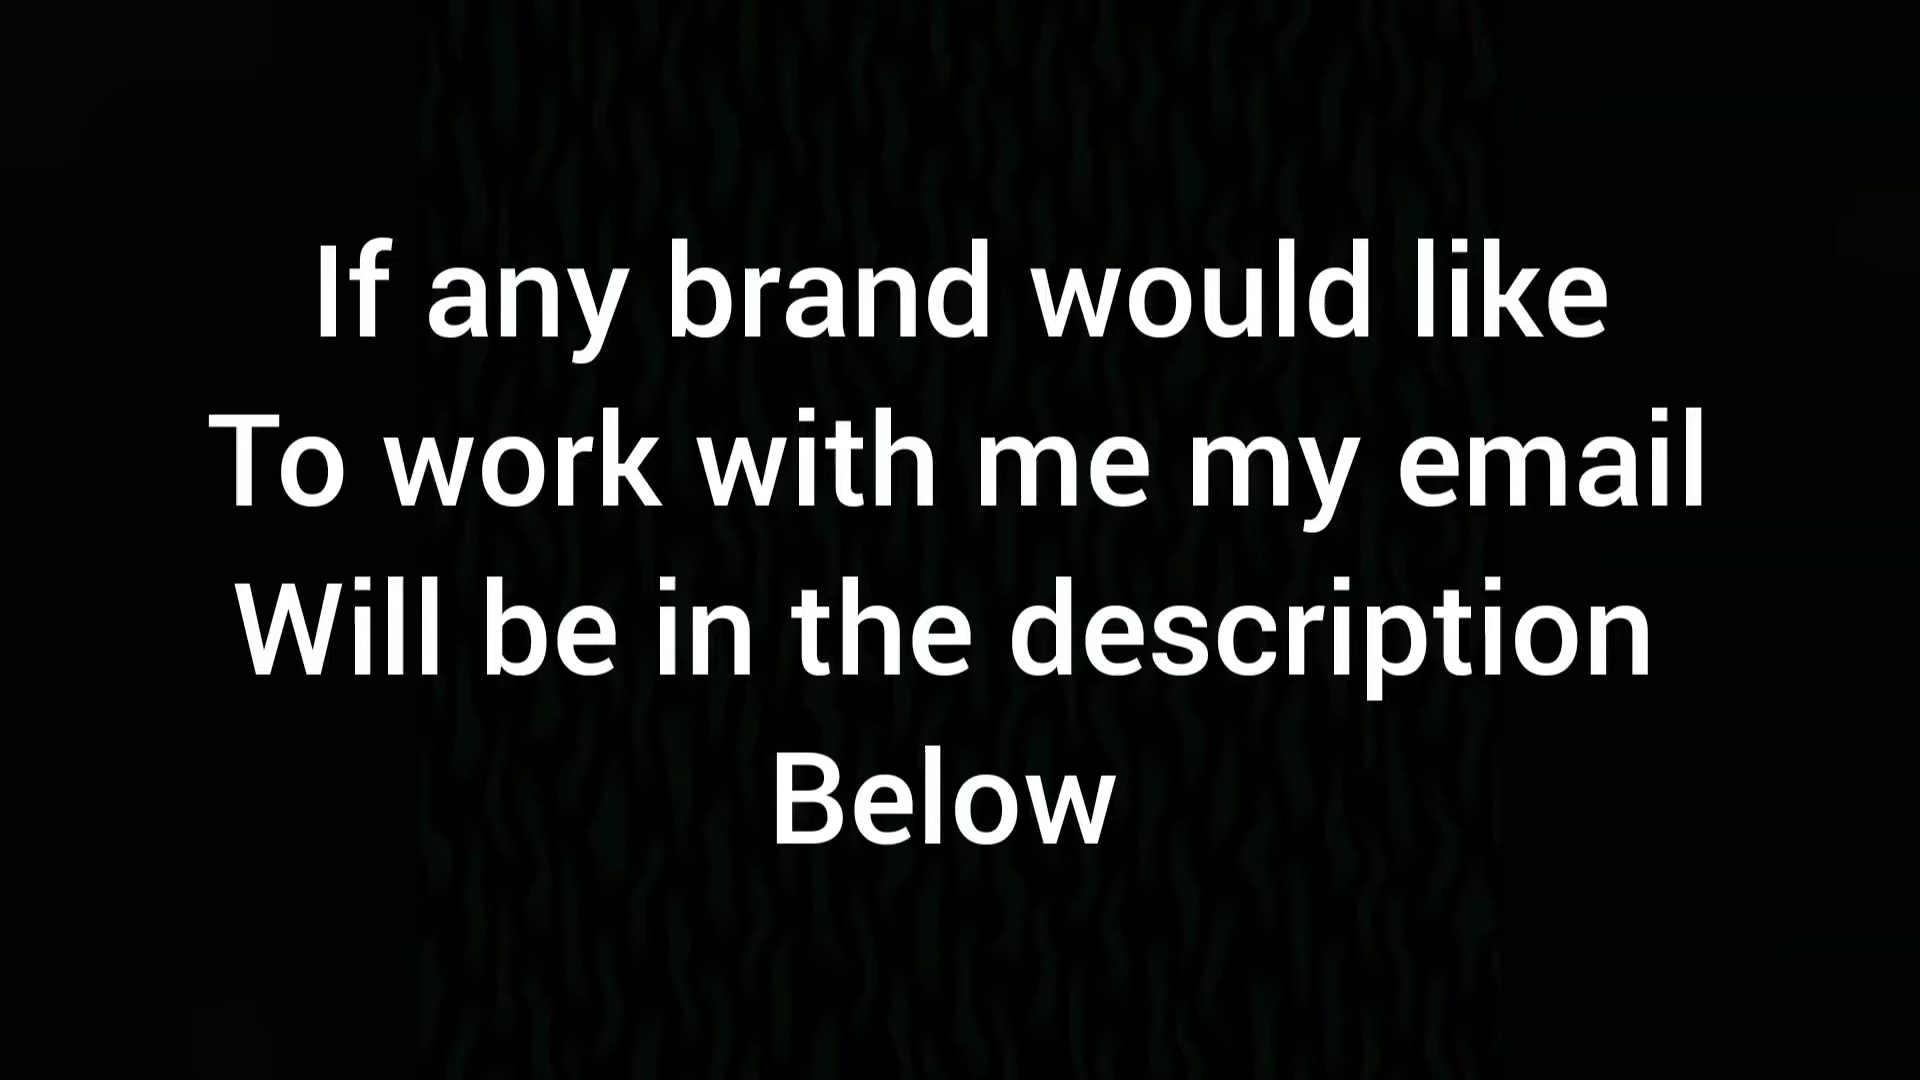 If any brand would like
To work with me my email
Will be in the description
Below